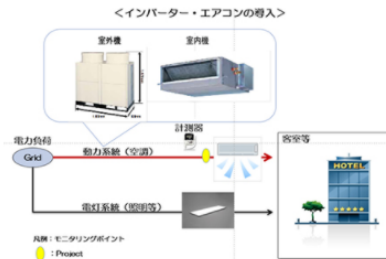 ＜インバーター・エアコンの導入＞
室外機
室内機
計測器
電力負荷
Grid
動力系統（空調）
客室等
HOTEL
電灯系統（照明等）
凡例：モニタリングポイント
：Project